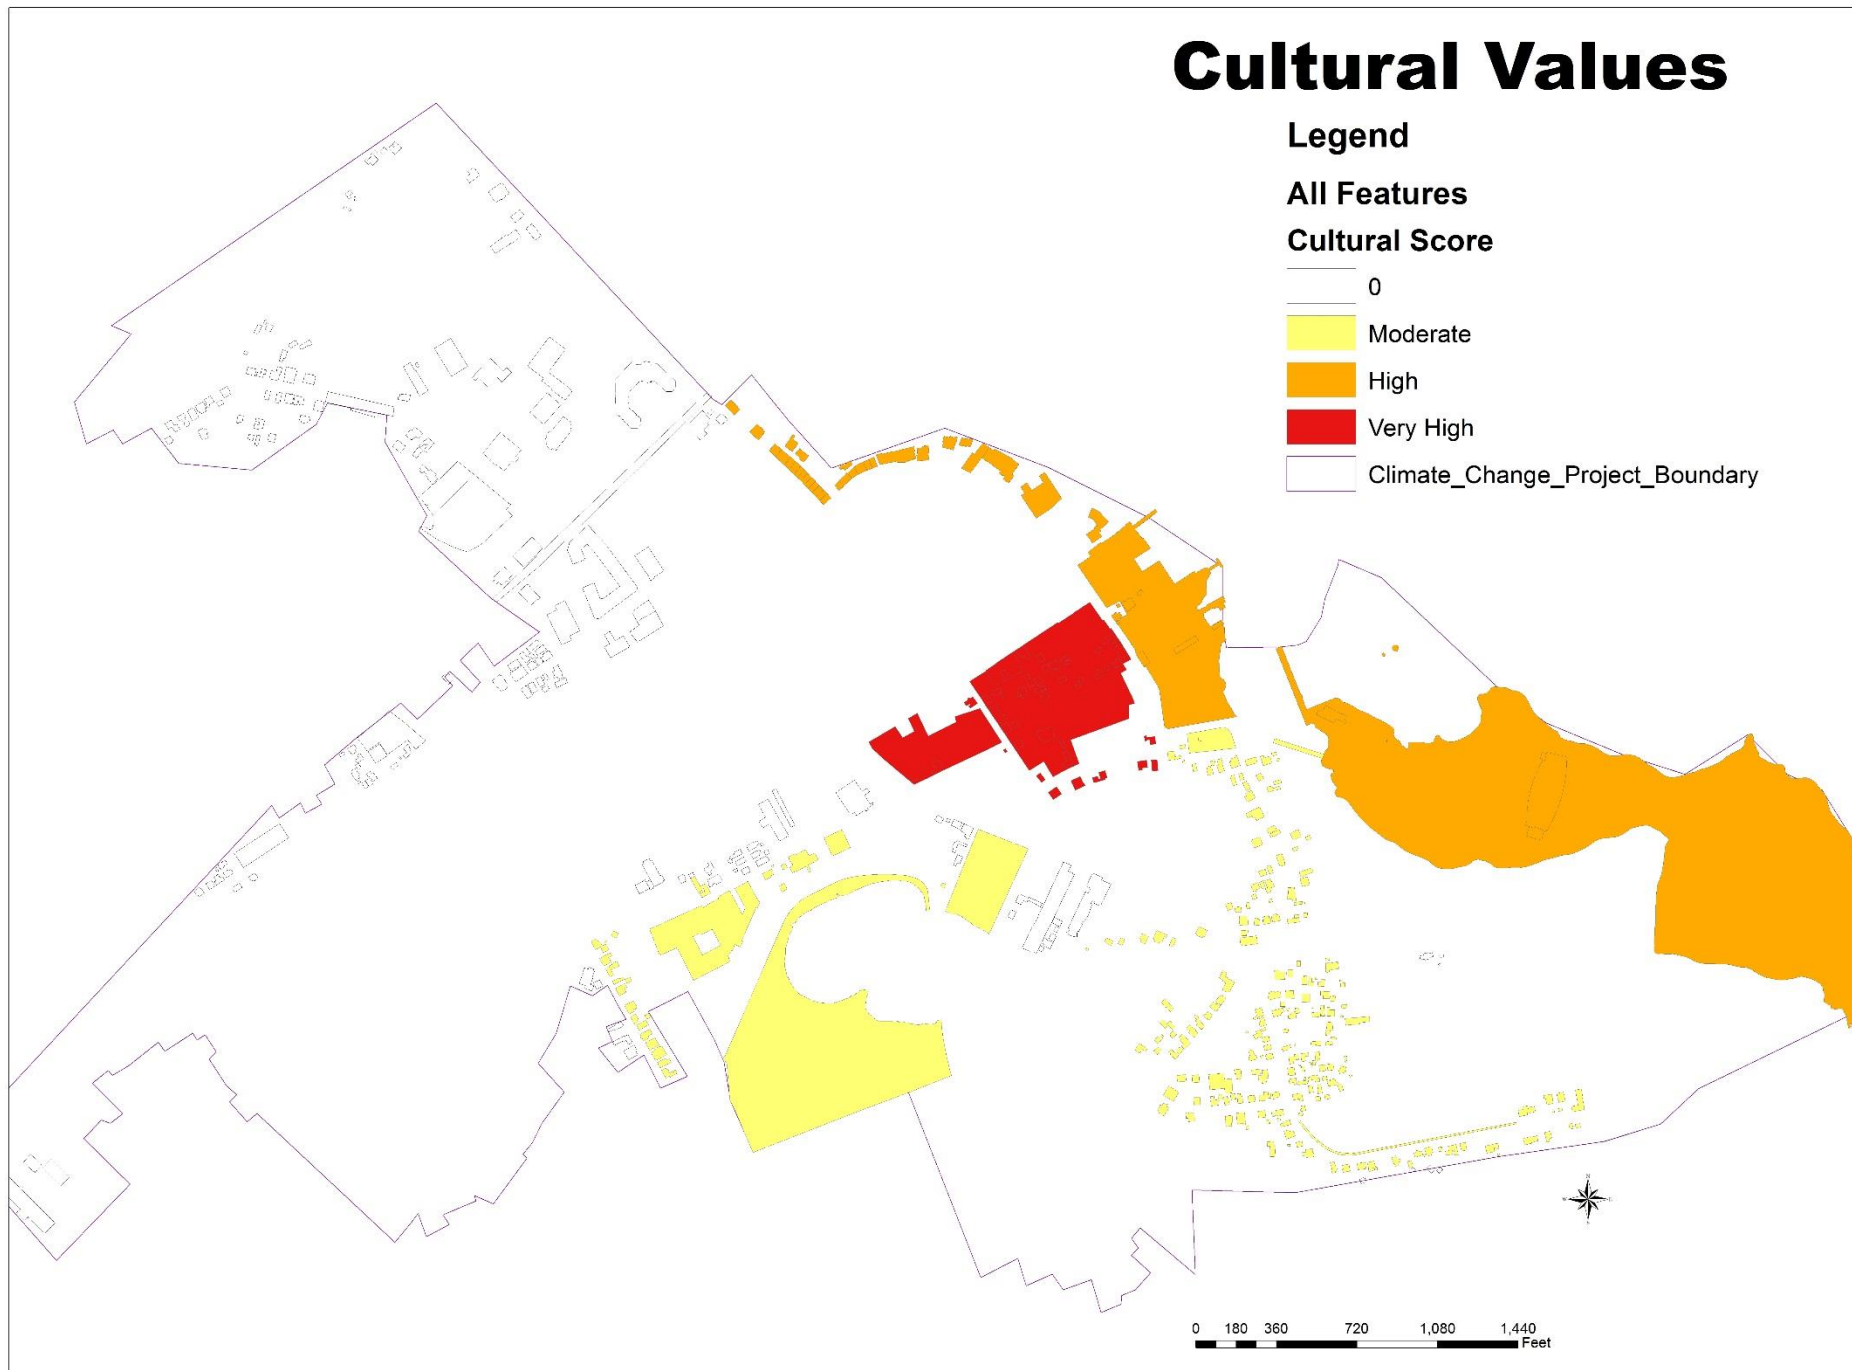 Cultural Values
Legend
All Features
Cultural Score
0
Moderate
High
Very High
Climate_Change_Project_Boundary
0 180 360 720 1,080 1,440
Feet